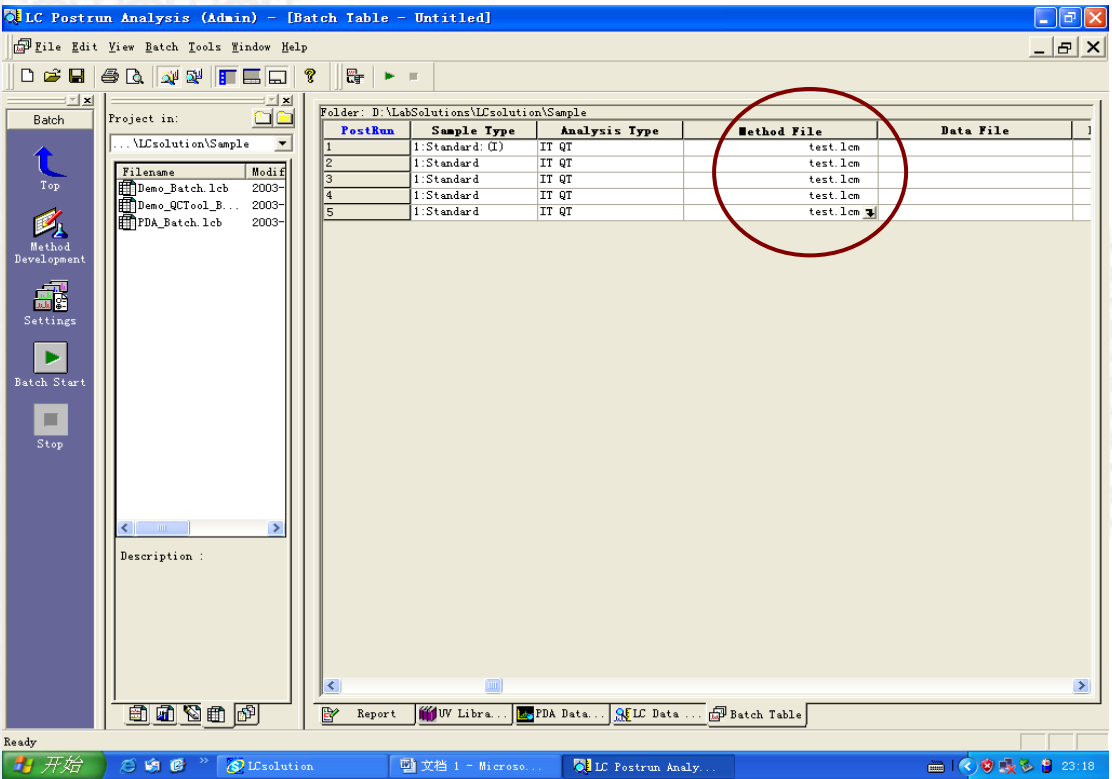 LC Postrun Analysis (Admin) - [Batch Table - Untitled]
File Edit View Batch Tools Window Help
Batch
Top
Method
Development
Settings
Batch Start
Stop
Project in:
...\LCsolution\Sample
Filename Modif
Demo_Batch.lcb 2003-
Demo_QCTool_B... 2003-
PDA_Batch.lcb 2003-
Description :
Folder: D:\LabSolutions\LCsolution\Sample
PostRun Sample Type Analysis Type Method File Data File
1 1:Standard:(I) IT QT test.lcm
2 1:Standard IT QT test.lcm
3 1:Standard IT QT test.lcm
4 1:Standard IT QT test.lcm
5 1:Standard IT QT test.lcm
Report UV Libra... PDA Data... LC Data ... Batch Table
Ready
开始 LCsolution 文档 1 - Microso... LC Postrun Analy... 23:18